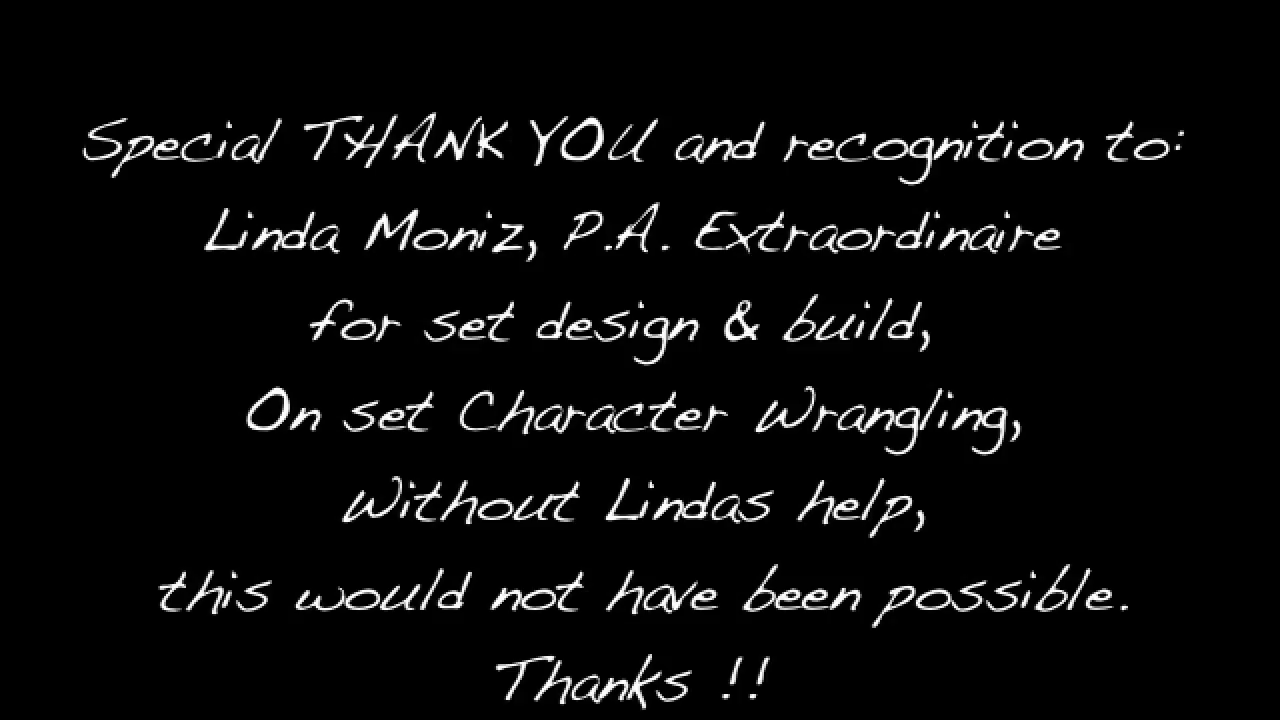 Special THANK YOU and recognition to:
Linda Moniz, P.A. Extraordinaire
for set design & build,
On set Character Wrangling,
Without Lindas help,
this would not have been possible.
Thanks !!